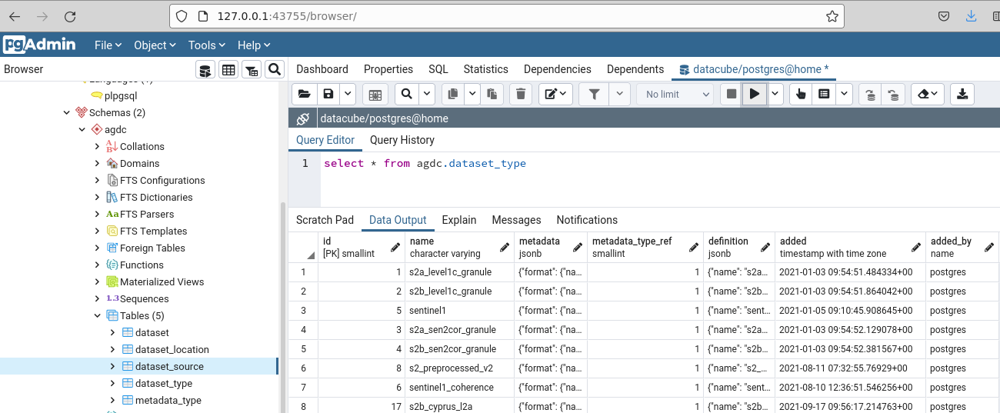 127.0.0.1:43755/browser/
pgAdmin File Object Tools Help
Browser
Dashboard Properties SQL Statistics Dependencies Dependents datacube/postgres@home *
plpgsql
Schemas (2)
agdc
Collations
Domains
FTS Configurations
FTS Dictionaries
Aa FTS Parsers
FTS Templates
Foreign Tables
Functions
Materialized Views
1.3 Sequences
Tables (5)
dataset
dataset_location
dataset_source
dataset_type
metadata_type
No limit
datacube/postgres@home
Query Editor Query History
1 select * from agdc.dataset_type
Scratch Pad Data Output Explain Messages Notifications
id name metadata metadata_type_ref definition added added_by
[PK] smallint character varying jsonb smallint jsonb timestamp with time zone name
1 1 s2a_level1c_granule {"format": {"na... 1 {"name": "s2a... 2021-01-03 09:54:51.484334+00 postgres
2 2 s2b_level1c_granule {"format": {"na... 1 {"name": "s2b... 2021-01-03 09:54:51.864042+00 postgres
3 5 sentinel1 {"format": {"na... 1 {"name": "sent... 2021-01-05 09:10:45.908645+00 postgres
4 3 s2a_sen2cor_granule {"format": {"na... 1 {"name": "s2a... 2021-01-03 09:54:52.129078+00 postgres
5 4 s2b_sen2cor_granule {"format": {"na... 1 {"name": "s2b... 2021-01-03 09:54:52.381567+00 postgres
6 8 s2_preprocessed_v2 {"format": {"na... 1 {"name": "s2_... 2021-08-11 07:32:55.76929+00 postgres
7 6 sentinel1_coherence {"format": {"na... 1 {"name": "sent... 2021-08-10 12:36:51.546256+00 postgres
8 17 s2b_cyprus_l2a {"format": {"na... 1 {"name": "s2b... 2021-09-17 09:56:17.214763+00 postgres